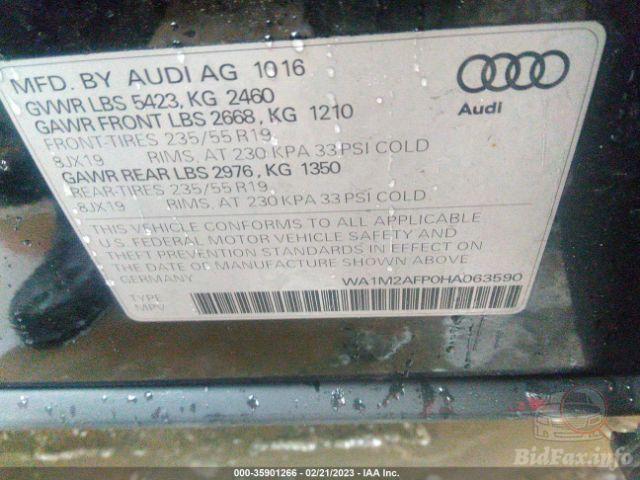 MFD. BY AUDI AG 1016
GVWR LBS 5423, KG 2460
GAWR FRONT LBS 2668, KG 1210
FRONT-TIRES 235/55 R19
8JX19 RIMS, AT 230 KPA 33 PSI COLD
GAWR REAR LBS 2976, KG 1350
REAR-TIRES 235/55 R19
8JX19 RIMS, AT 230 KPA 33 PSI COLD
Audi
THIS VEHICLE CONFORMS TO ALL APPLICABLE
U.S. FEDERAL MOTOR VEHICLE SAFETY AND
THEFT PREVENTION STANDARDS IN EFFECT ON
THE DATE OF MANUFACTURE SHOWN ABOVE
GERMANY WA1M2AFP0HA063590
TYPE
MPV
BidFax.info
000-35901266 - 02/21/2023 - IAA Inc.